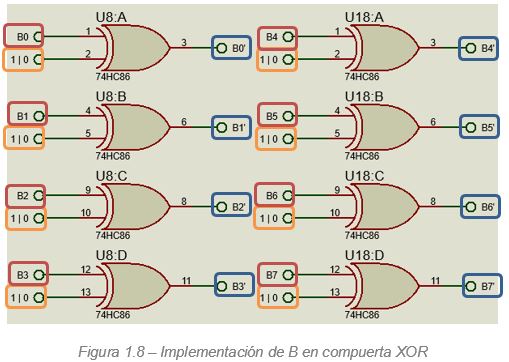 U8:A
B0
1
3
B0'
1|0
2
74HC86
U18:A
B4
1
3
B4'
1|0
2
74HC86
U8:B
B1
4
6
B1'
1|0
5
74HC86
U18:B
B5
4
6
B5'
1|0
5
74HC86
U8:C
B2
9
8
B2'
1|0
10
74HC86
U18:C
B6
9
8
B6'
1|0
10
74HC86
U8:D
B3
12
11
B3'
1|0
13
74HC86
U18:D
B7
12
11
B7'
1|0
13
74HC86
Figura 1.8 – Implementación de B en compuerta XOR